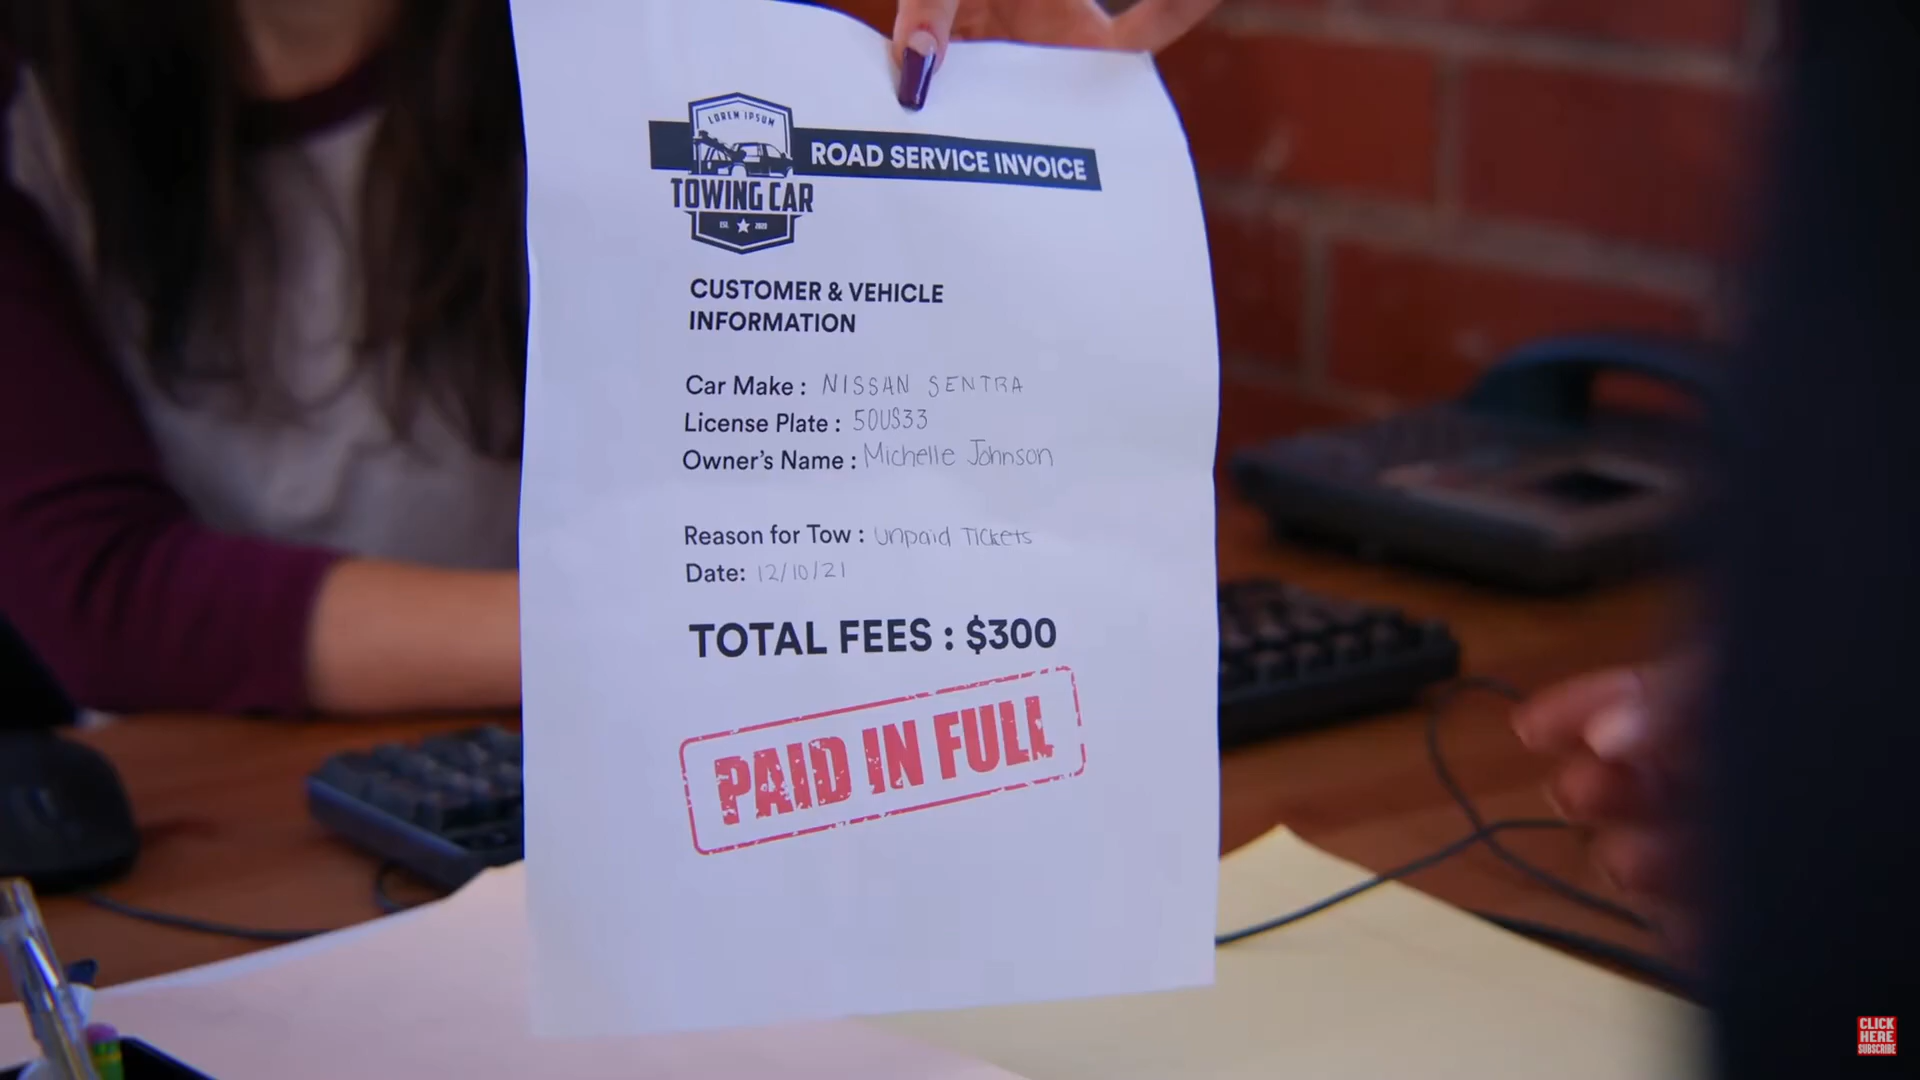 LOREM IPSUM
ROAD SERVICE INVOICE
TOWING CAR
EST. 2020
CUSTOMER & VEHICLE
INFORMATION
Car Make : NISSAN SENTRA
License Plate : 50US33
Owner's Name : Michelle Johnson
Reason for Tow : Unpaid Tickets
Date: 12/10/21
TOTAL FEES : $300
PAID IN FULL
CLICK
HERE
SUBSCRIBE